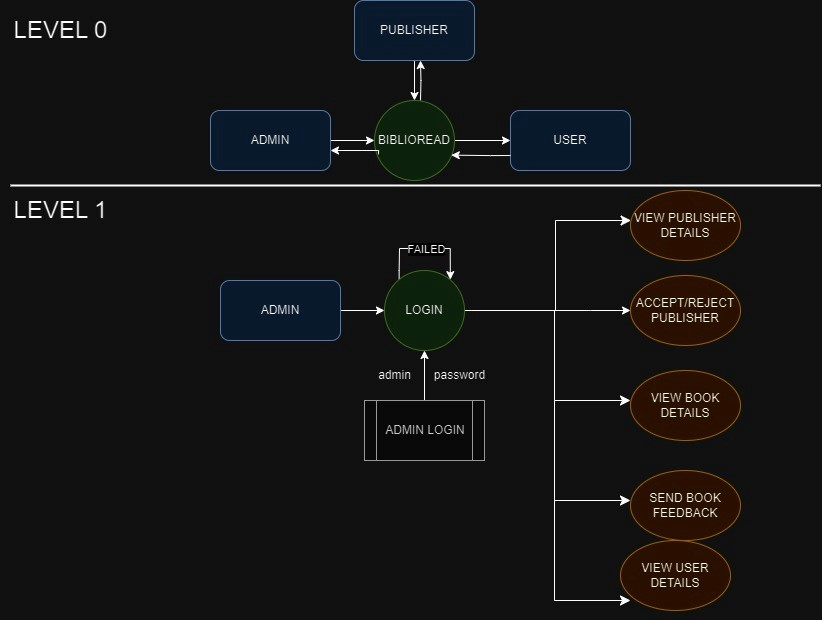 LEVEL 0
PUBLISHER
ADMIN
BIBLIOREAD
USER
LEVEL 1
VIEW PUBLISHER
DETAILS
FAILED
ADMIN
LOGIN
ACCEPT/REJECT
PUBLISHER
admin
password
VIEW BOOK
DETAILS
ADMIN LOGIN
SEND BOOK
FEEDBACK
VIEW USER
DETAILS